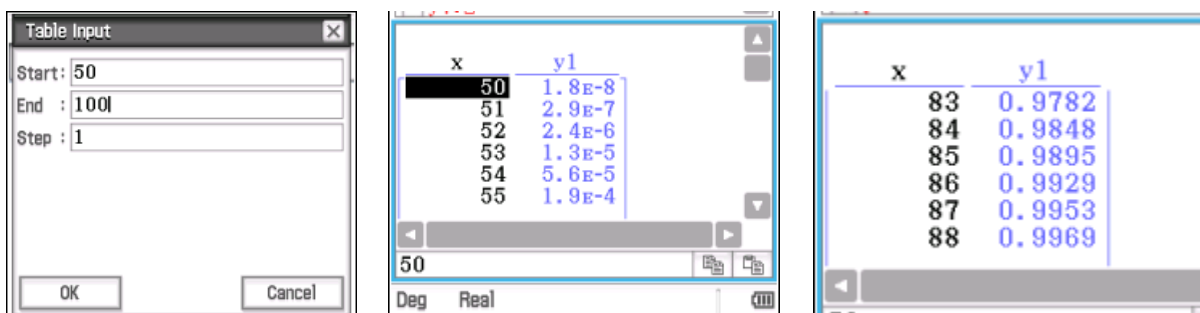 Table Input
Start: 50
End : 100
Step : 1
OK Cancel
x y1
50 1.8E-8
51 2.9E-7
52 2.4E-6
53 1.3E-5
54 5.6E-5
55 1.9E-4
50
Deg Real
x y1
83 0.9782
84 0.9848
85 0.9895
86 0.9929
87 0.9953
88 0.9969